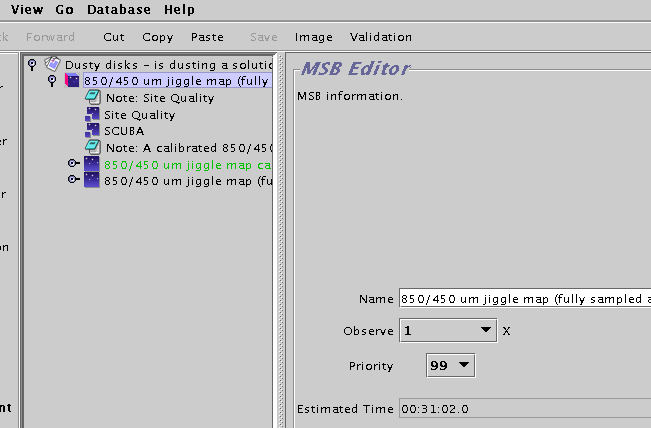 View Go Database Help
Forward Cut Copy Paste Save Image Validation
Dusty disks - is dusting a solutio
850/450 um jiggle map (fully
Note: Site Quality
Site Quality
SCUBA
Note: A calibrated 850/450
850/450 um jiggle map ca
850/450 um jiggle map (fu
MSB Editor
MSB information.
Name 850/450 um jiggle map (fully sampled a
Observe 1 X
Priority 99
Estimated Time 00:31:02.0